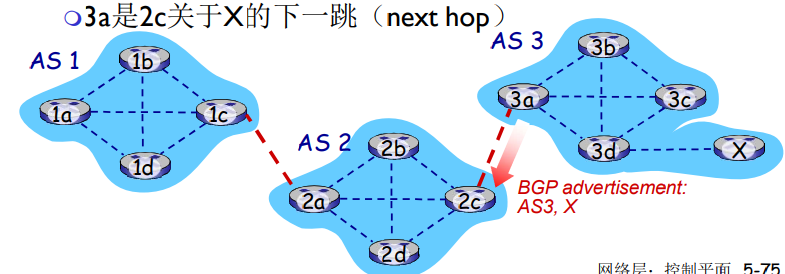 3a是2c关于X的下一跳（next hop）
AS 1
AS 3
1b
3b
1a
1c
3a
3c
1d
AS 2
2b
3d
X
2a
2c
BGP advertisement:
AS3, X
2d
网络层：控制平面 5-75